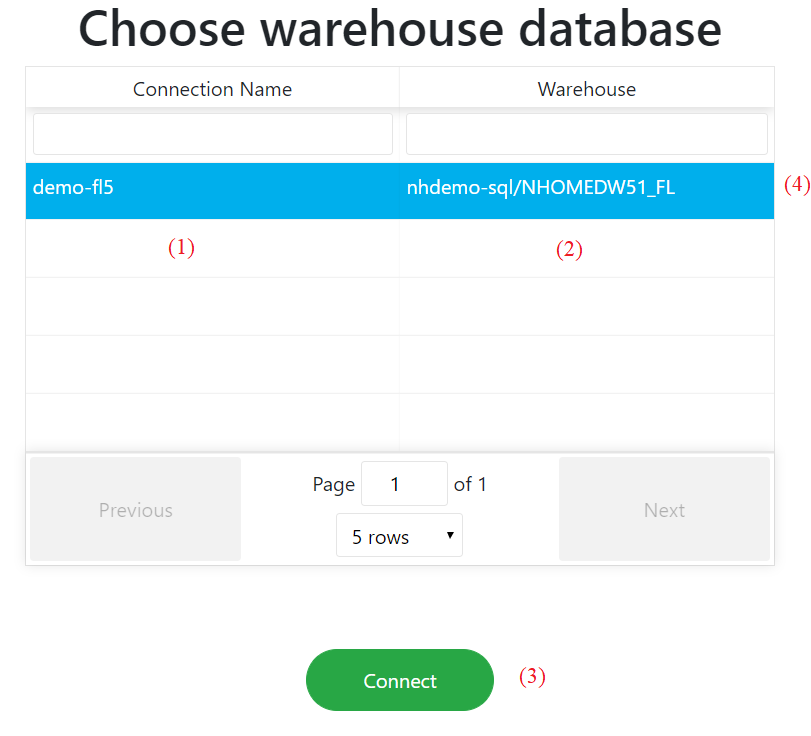 Choose warehouse database
Connection Name Warehouse
demo-fl5 nhdemo-sql/NHOMEDW51_FL (4)
(1) (2)
Page 1 of 1
Previous Next
5 rows
Connect (3)